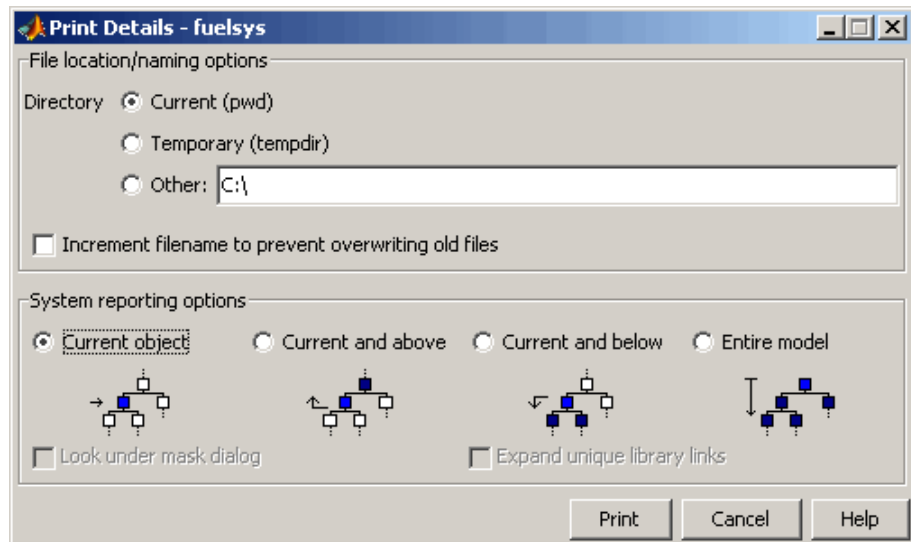 Print Details - fuelsys
File location/naming options
Directory Current (pwd)
Temporary (tempdir)
Other: C:\
Increment filename to prevent overwriting old files
System reporting options
Current object Current and above Current and below Entire model
Look under mask dialog Expand unique library links
Print Cancel Help